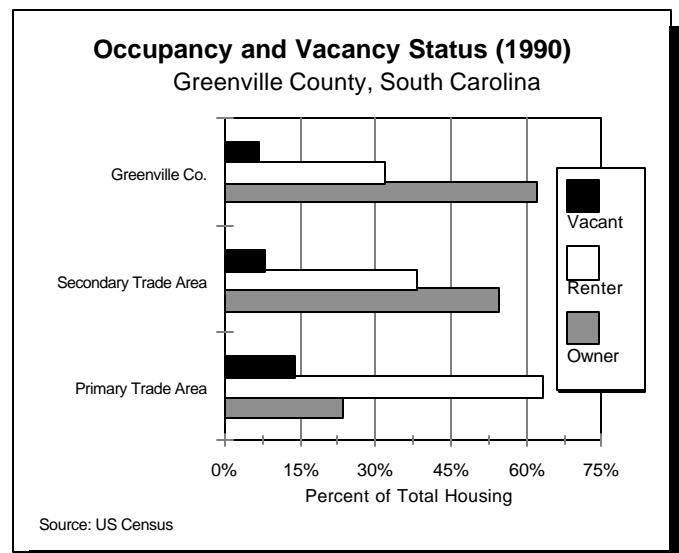 Occupancy and Vacancy Status (1990)
Greenville County, South Carolina
Greenville Co.
Secondary Trade Area
Primary Trade Area
Vacant
Renter
Owner
0% 15% 30% 45% 60% 75%
Percent of Total Housing
Source: US Census